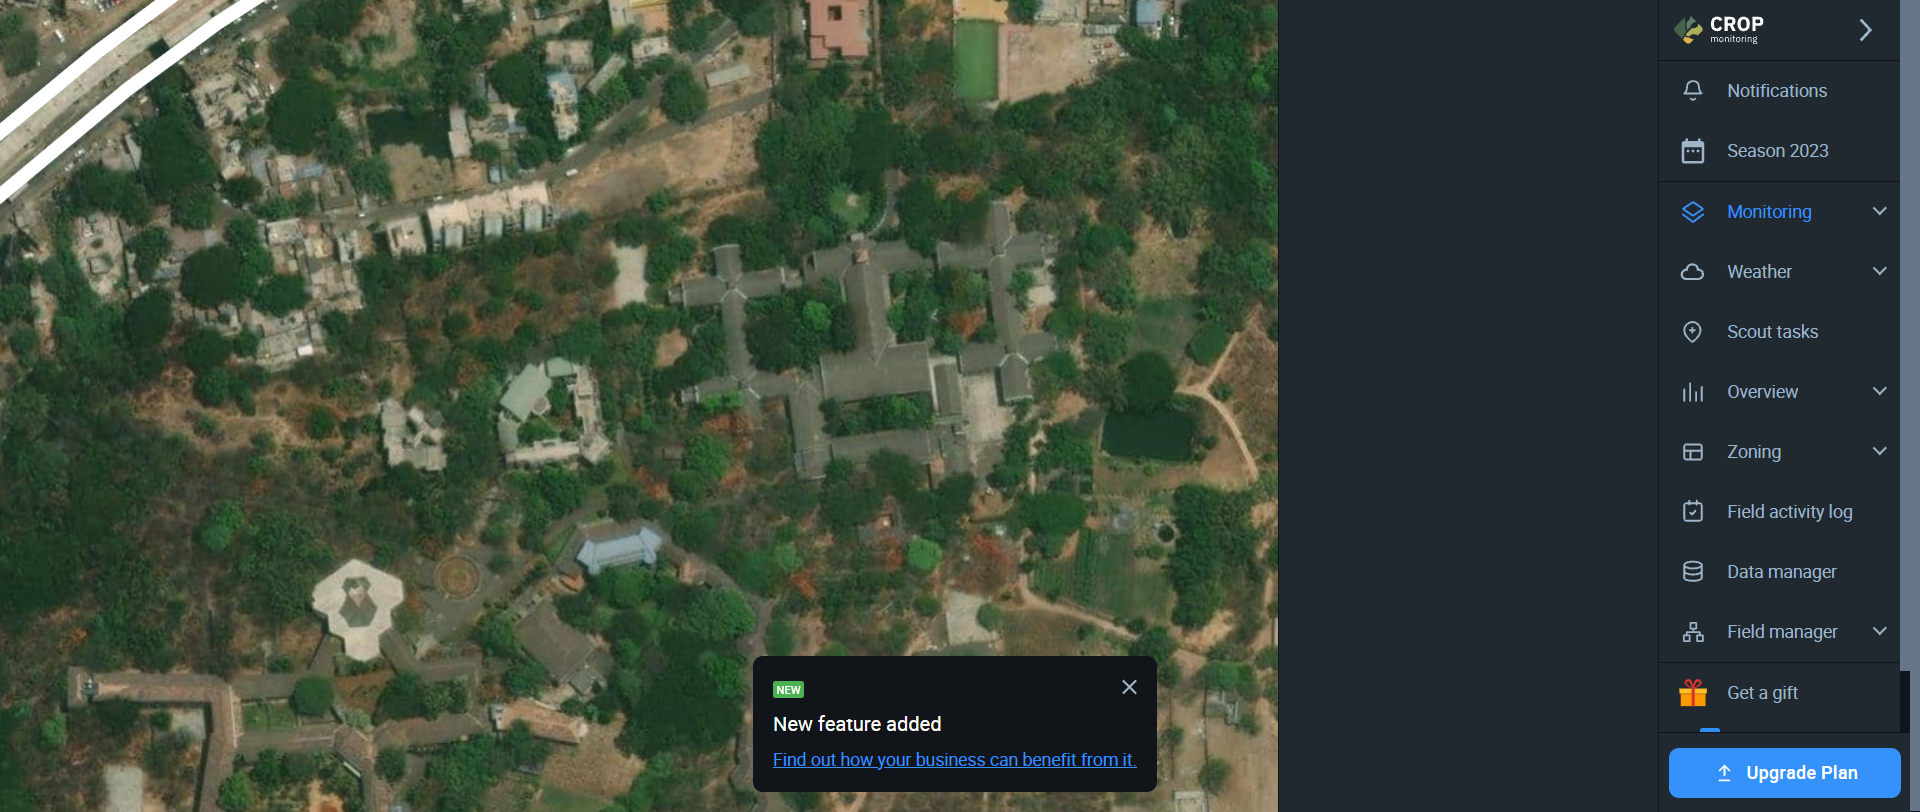 CROP
monitoring
Notifications
Season 2023
Monitoring
Weather
Scout tasks
Overview
Zoning
Field activity log
Data manager
Field manager
Get a gift
Upgrade Plan
NEW
New feature added
Find out how your business can benefit from it.